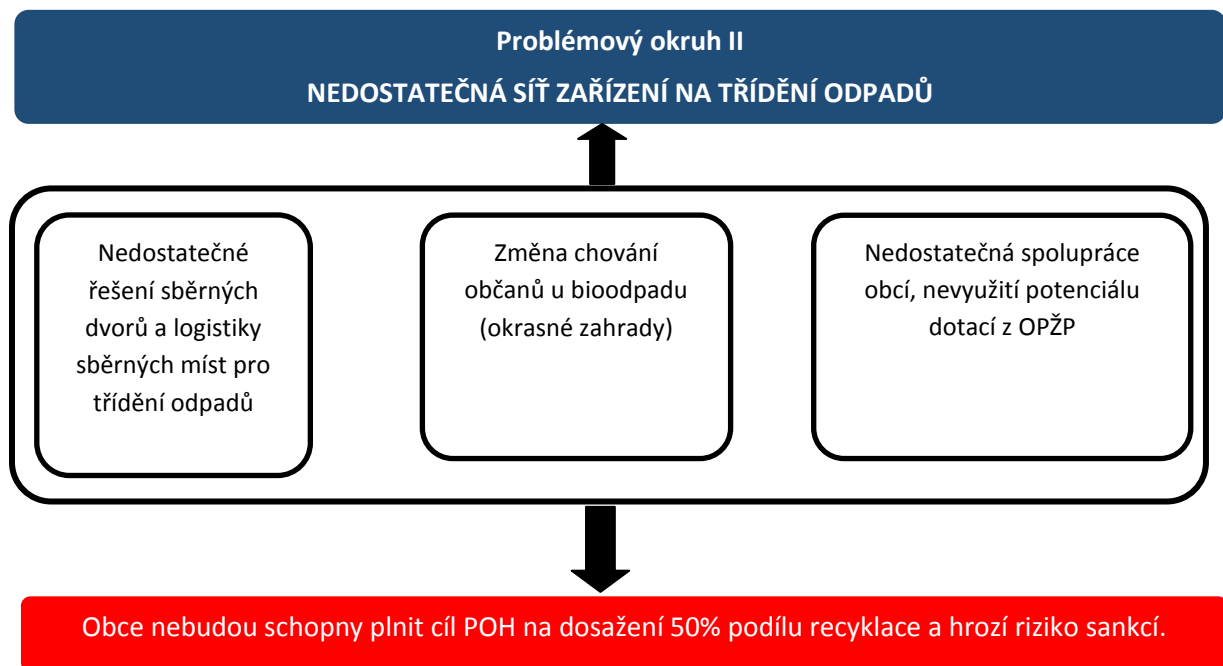 Problémový okruh II
NEDOSTATEČNÁ SÍŤ ZAŘÍZENÍ NA TŘÍDĚNÍ ODPADŮ
Nedostatečné
řešení sběrných
dvorů a logistiky
sběrných míst pro
třídění odpadů
Změna chování
občanů u bioodpadu
(okrasné zahrady)
Nedostatečná spolupráce
obcí, nevyužití potenciálu
dotací z OPŽP
Obce nebudou schopny plnit cíl POH na dosažení 50% podílu recyklace a hrozí riziko sankcí.